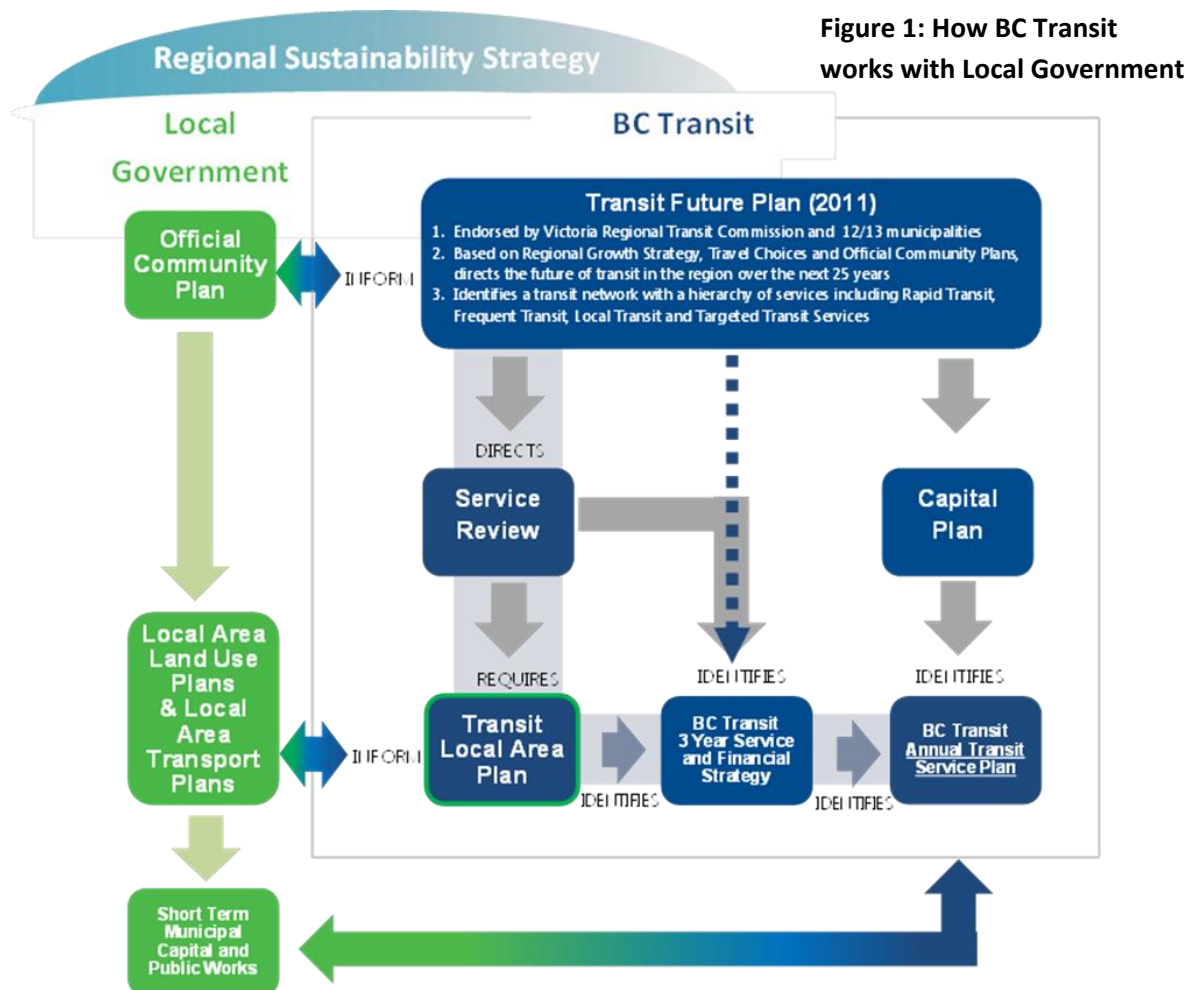 Figure 1: How BC Transit
works with Local Government
Regional Sustainability Strategy
Local
Government
BC Transit
Official
Community
Plan
INFORM
Transit Future Plan (2011)
1. Endorsed by Victoria Regional Transit Commission and 12/13 municipalities
2. Based on Regional Growth Strategy, Travel Choices and Official Community Plans,
directs the future of transit in the region over the next 25 years
3. Identifies a transit network with a hierarchy of services including Rapid Transit,
Frequent Transit, Local Transit and Targeted Transit Services
DIRECTS
Service
Review
Capital
Plan
REQUIRES
IDENTIFIES
IDENTIFIES
Local Area
Land Use
Plans
& Local
Area
Transport
Plans
INFORM
Transit
Local Area
Plan
IDENTIFIES
BC Transit
3 Year Service
and Financial
Strategy
IDENTIFIES
BC Transit
Annual Transit
Service Plan
Short Term
Municipal
Capital and
Public Works